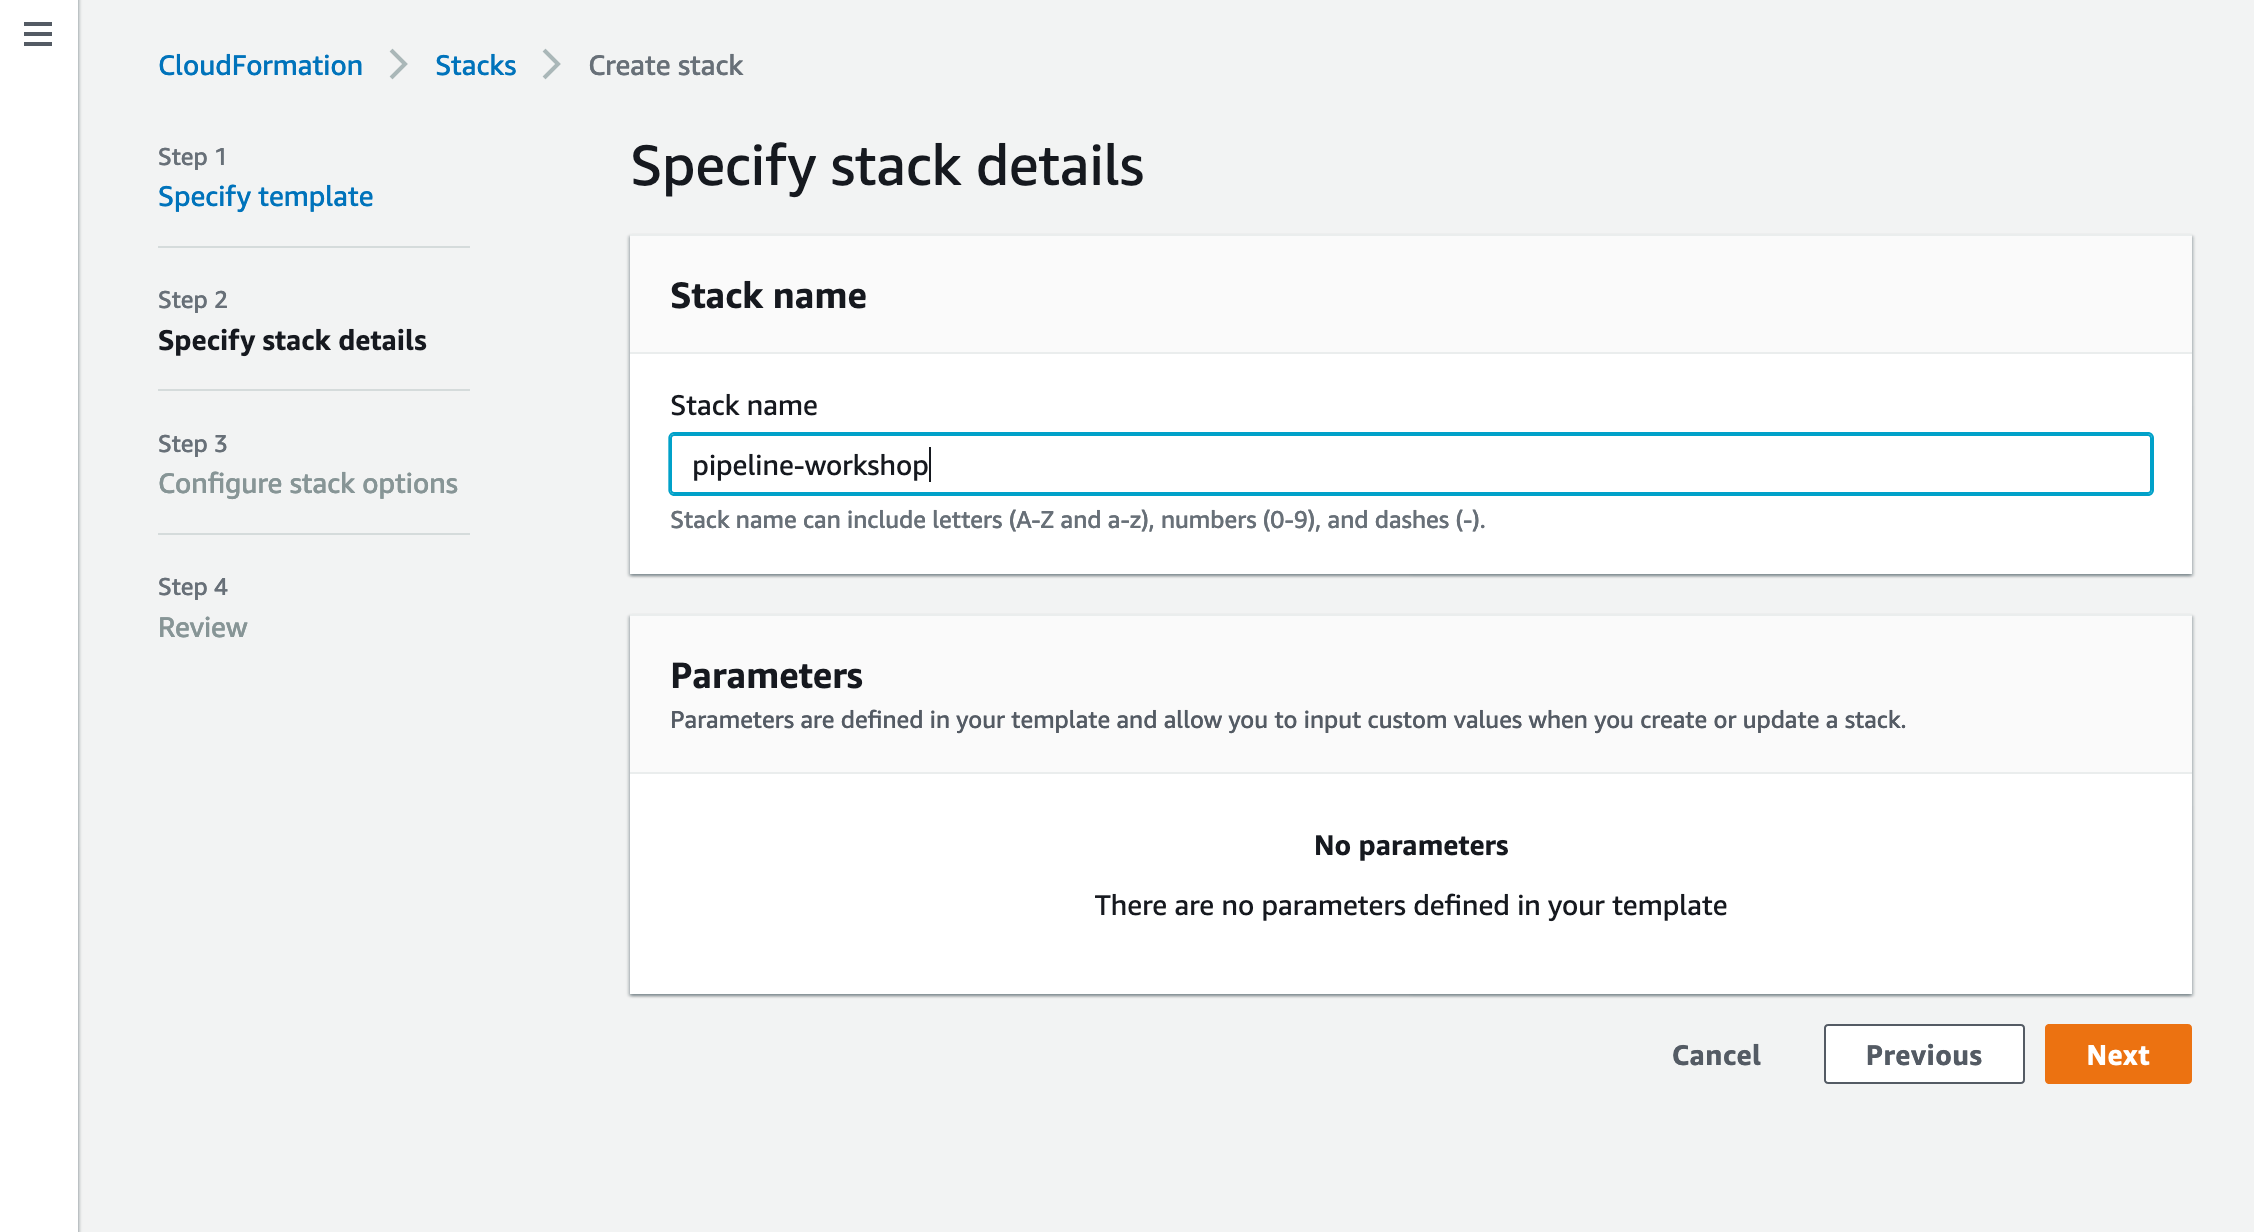 CloudFormation Stacks Create stack
Step 1
Specify template
Step 2
Specify stack details
Step 3
Configure stack options
Step 4
Review
Specify stack details
Stack name
Stack name
pipeline-workshop
Stack name can include letters (A-Z and a-z), numbers (0-9), and dashes (-).
Parameters
Parameters are defined in your template and allow you to input custom values when you create or update a stack.
No parameters
There are no parameters defined in your template
Cancel Previous Next